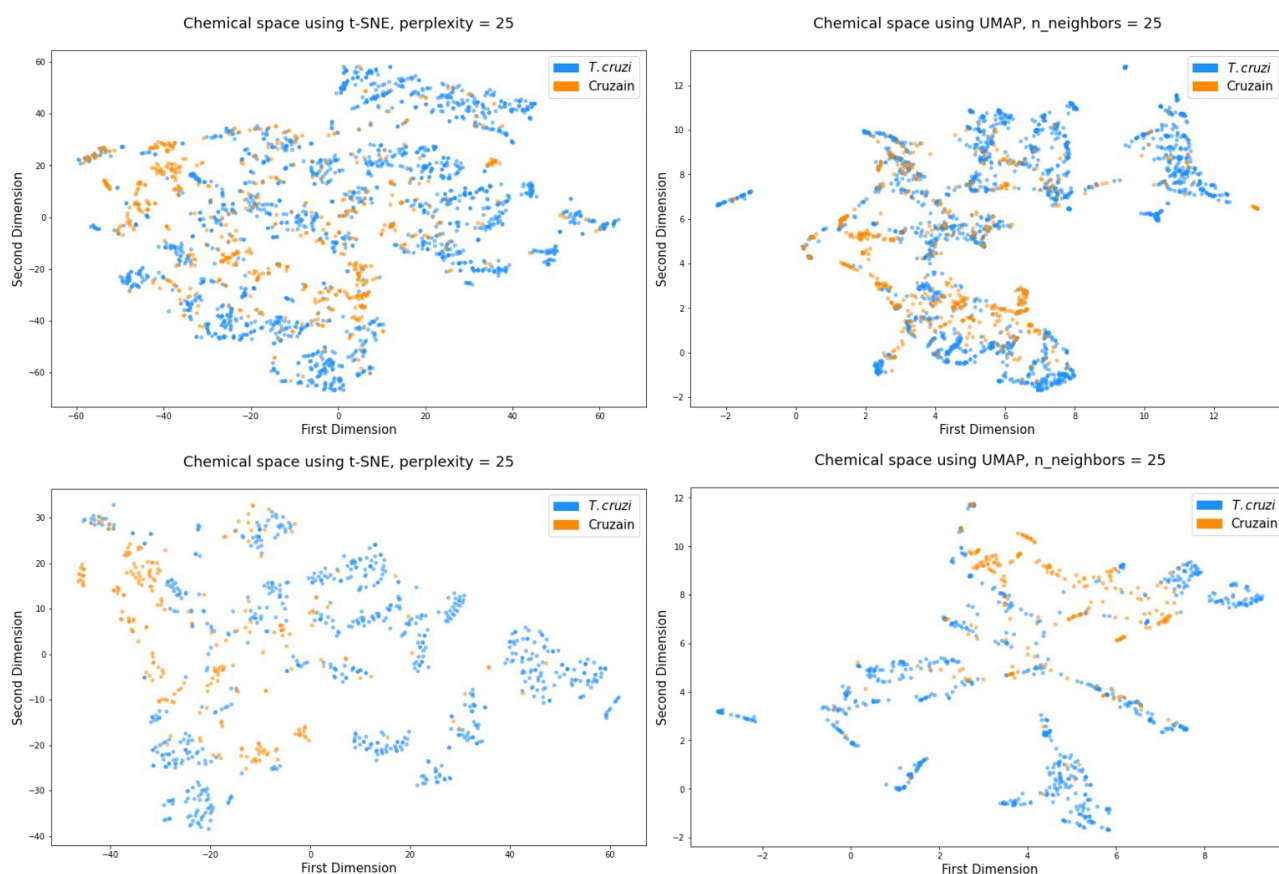 Chemical space using t-SNE, perplexity = 25
60
40
20
0
−20
−40
−60
Second Dimension
−60 −40 −20 0 20 40 60
First Dimension
T.cruzi
Cruzain
Chemical space using UMAP, n_neighbors = 25
12
10
8
6
4
2
0
−2
Second Dimension
−2 0 2 4 6 8 10 12
First Dimension
T.cruzi
Cruzain
Chemical space using t-SNE, perplexity = 25
30
20
10
0
−10
−20
−30
−40
Second Dimension
−40 −20 0 20 40 60
First Dimension
T.cruzi
Cruzain
Chemical space using UMAP, n_neighbors = 25
12
10
8
6
4
2
0
−2
Second Dimension
−2 0 2 4 6 8
First Dimension
T.cruzi
Cruzain